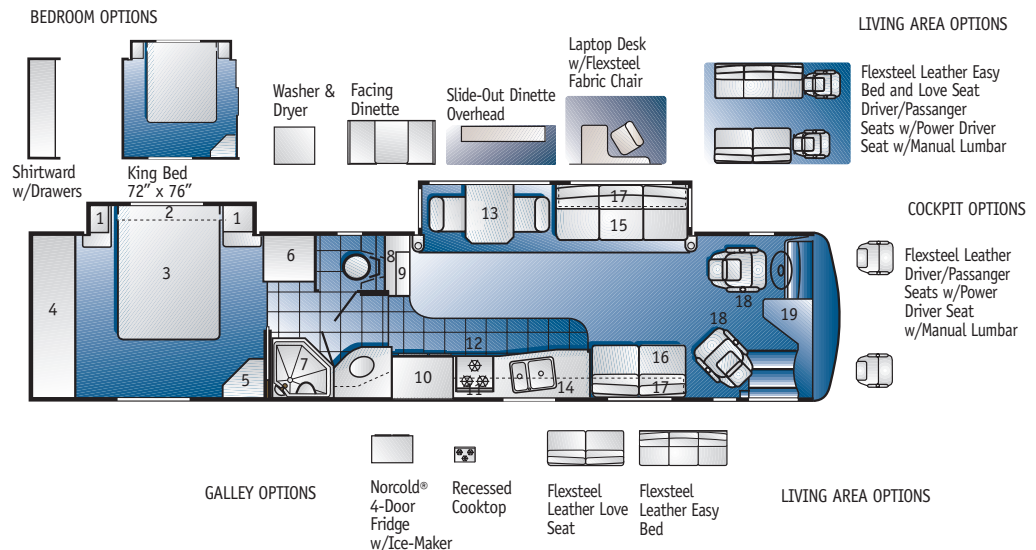 BEDROOM OPTIONS
LIVING AREA OPTIONS
Shirtward
w/Drawers
King Bed
72" x 76"
Washer &
Dryer
Facing
Dinette
Slide-Out Dinette
Overhead
Laptop Desk
w/Flexsteel
Fabric Chair
Flexsteel Leather Easy
Bed and Love Seat
Driver/Passanger
Seats w/Power Driver
Seat w/Manual Lumbar
COCKPIT OPTIONS
Flexsteel Leather
Driver/Passanger
Seats w/Power
Driver Seat
w/Manual Lumbar
1
2
1
3
4
5
6
7
8
9
10
11
12
13
14
15
16
17
17
18
18
19
GALLEY OPTIONS
Norcold®
4-Door
Fridge
w/Ice-Maker
Recessed
Cooktop
Flexsteel
Leather Love
Seat
Flexsteel
Leather Easy
Bed
LIVING AREA OPTIONS